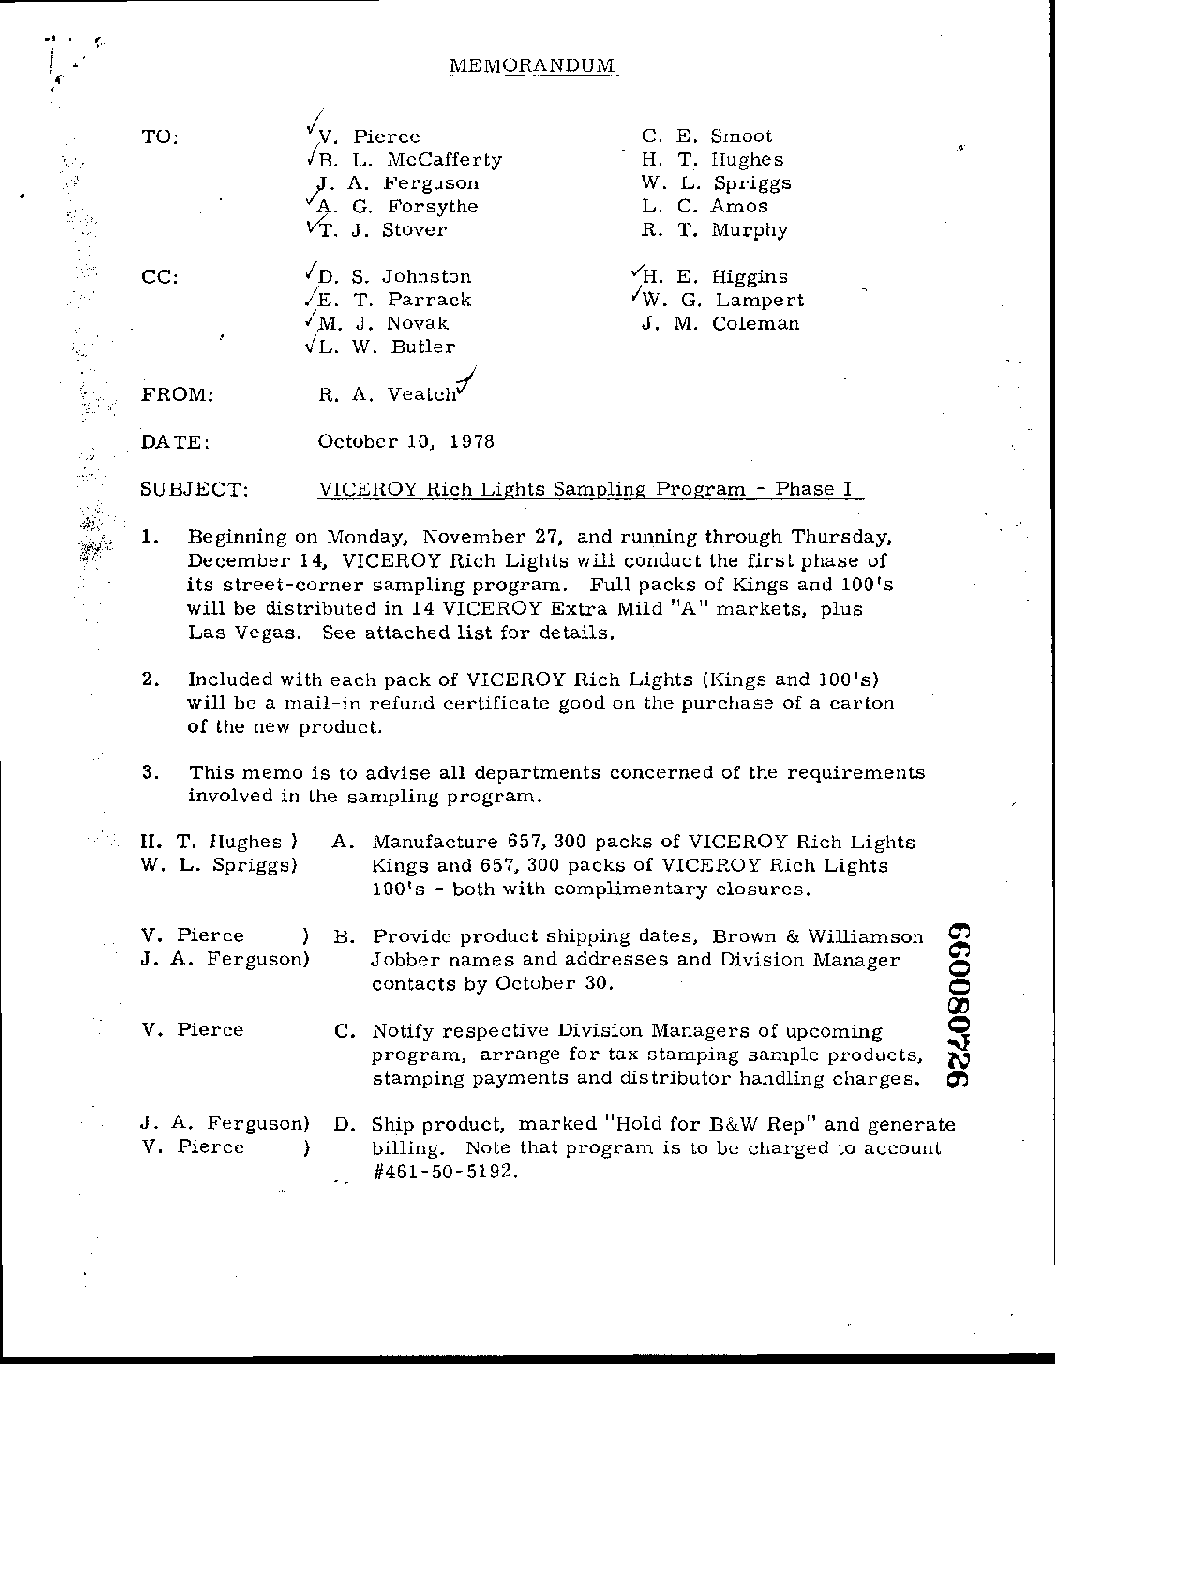 MEMORANDUM
TO: V. Pierce C. E. Smoot
B. L. McCafferty H. T. Hughes
J. A. Ferguson W. L. Spriggs
A. G. Forsythe L. C. Amos
T. J. Stover R. T. Murphy
CC: D. S. Johnston H. E. Higgins
E. T. Parrack W. G. Lampert
M. J. Novak J. M. Coleman
L. W. Butler
FROM: R. A. Veatch
DATE: October 10, 1978
SUBJECT: VICEROY Rich Lights Sampling Program - Phase I
1. Beginning on Monday, November 27, and running through Thursday,
December 14, VICEROY Rich Lights will conduct the first phase of
its street-corner sampling program. Full packs of Kings and 100's
will be distributed in 14 VICEROY Extra Mild "A" markets, plus
Las Vegas. See attached list for details.
2. Included with each pack of VICEROY Rich Lights (Kings and 100's)
will be a mail-in refund certificate good on the purchase of a carton
of the new product.
3. This memo is to advise all departments concerned of the requirements
involved in the sampling program.
H. T. Hughes ) A. Manufacture 657,300 packs of VICEROY Rich Lights
W. L. Spriggs) Kings and 657,300 packs of VICEROY Rich Lights
100's - both with complimentary closures.
V. Pierce ) B. Provide product shipping dates, Brown & Williamson
J. A. Ferguson) Jobber names and addresses and Division Manager
contacts by October 30.
V. Pierce C. Notify respective Division Managers of upcoming
program, arrange for tax stamping sample products,
stamping payments and distributor handling charges.
J. A. Ferguson) D. Ship product, marked "Hold for B&W Rep" and generate
V. Pierce ) billing. Note that program is to be charged to account
#461-50-5192.
660080726